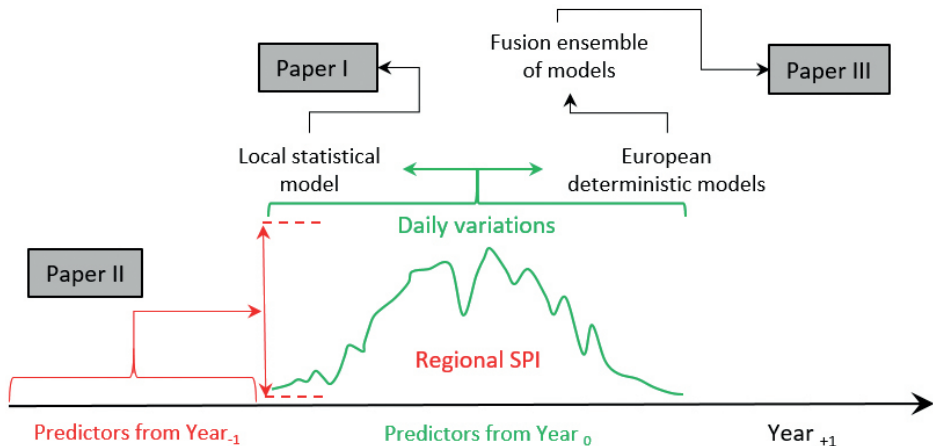 Fusion ensemble
of models
Paper I
Paper III
Local statistical
model
European
deterministic models
Daily variations
Paper II
Regional SPI
Predictors from Year-1
Predictors from Year 0
Year +1